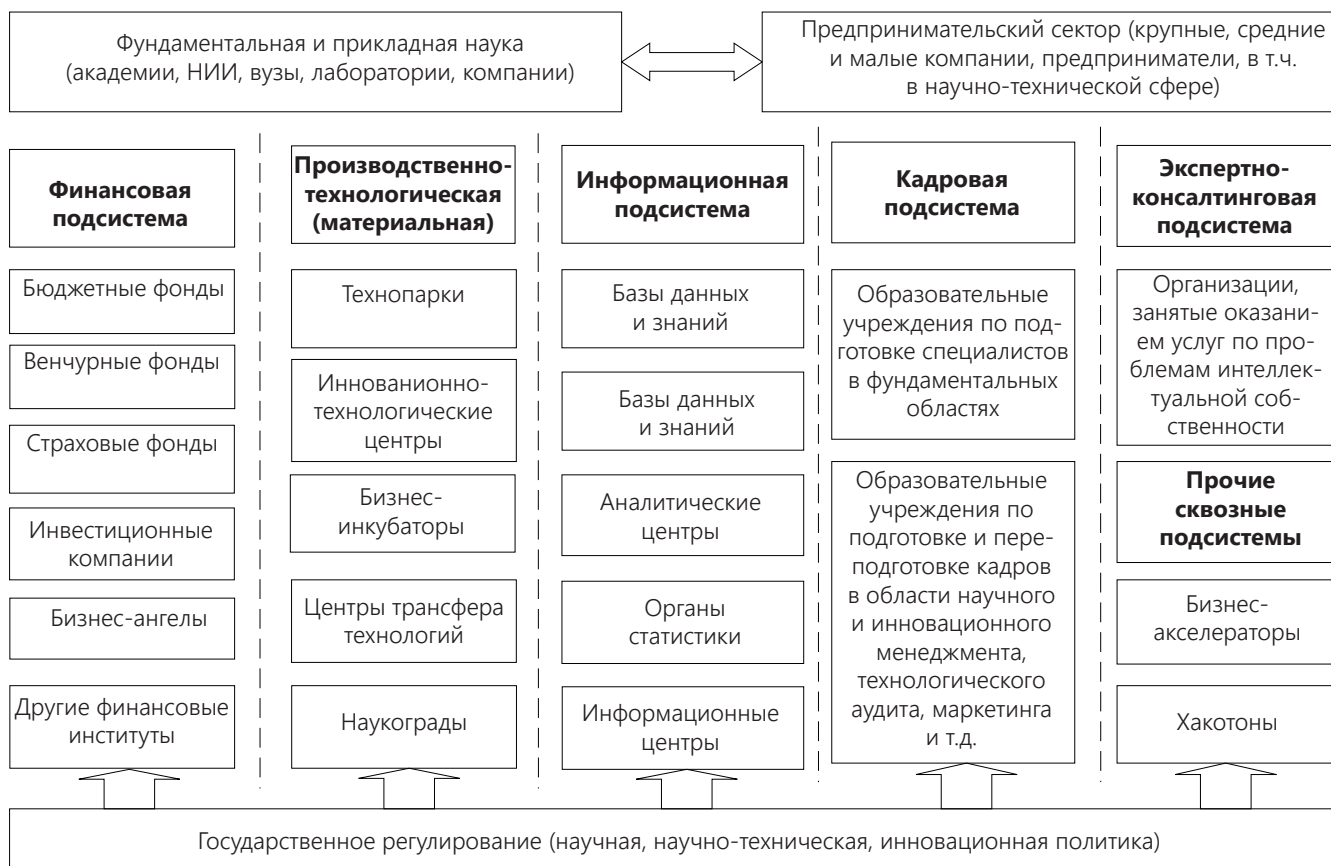 Фундаментальная и прикладная наука
(академии, НИИ, вузы, лаборатории, компании)
Предпринимательский сектор (крупные, средние
и малые компании, предприниматели, в т.ч.
в научно-технической сфере)
Финансовая
подсистема
Бюджетные фонды
Венчурные фонды
Страховые фонды
Инвестиционные
компании
Бизнес-ангелы
Другие финансовые
институты
Производственно-
технологическая
(материальная)
Технопарки
Иннованионно-
технологические
центры
Бизнес-
инкубаторы
Центры трансфера
технологий
Наукограды
Информационная
подсистема
Базы данных
и знаний
Базы данных
и знаний
Аналитические
центры
Органы
статистики
Информационные
центры
Кадровая
подсистема
Образовательные
учреждения по под-
готовке специалистов
в фундаментальных
областях
Образовательные
учреждения по
подготовке и пере-
подготовке кадров
в области научного
и инновационного
менеджмента,
технологического
аудита, маркетинга
и т.д.
Экспертно-
консалтинговая
подсистема
Организации,
занятые оказани-
ем услуг по про-
блемам интеллек-
туальной соб-
ственности
Прочие
сквозные
подсистемы
Бизнес-
акселераторы
Хакотоны
Государственное регулирование (научная, научно-техническая, инновационная политика)